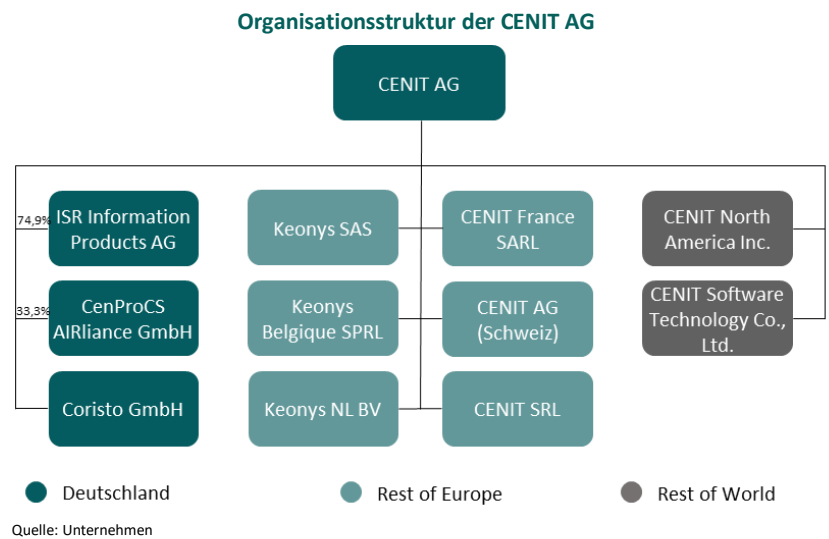 Organisationsstruktur der CENIT AG
CENIT AG
74,9%
ISR Information
Products AG
Keonys SAS
CENIT France
SARL
CENIT North
America Inc.
33,3%
CenProCS
AIRliance GmbH
Keonys
Belgique SPRL
CENIT AG
(Schweiz)
CENIT Software
Technology Co.,
Ltd.
Coristo GmbH
Keonys NL BV
CENIT SRL
Deutschland
Rest of Europe
Rest of World
Quelle: Unternehmen